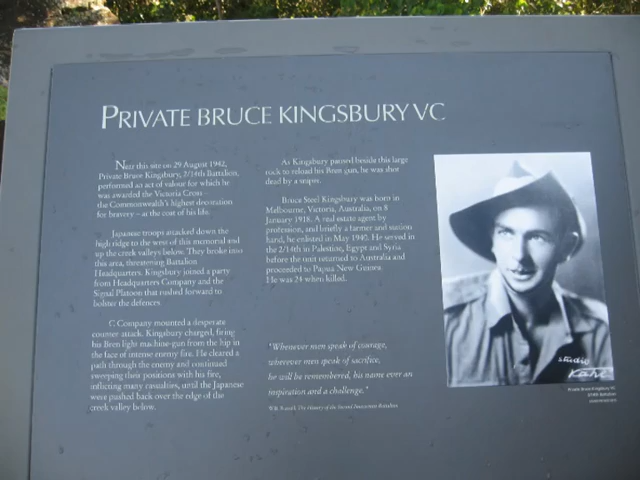 PRIVATE BRUCE KINGSBURY VC
Near this site on 29 August 1942,
Private Bruce Kingsbury, 2/14th Battalion,
performed an act of valour for which he
was awarded the Victoria Cross –
the Commonwealth's highest decoration
for bravery – at the cost of his life.
Japanese troops attacked down the
high ridge to the west of this memorial and
up the creek valleys below. They broke into
this area, threatening Battalion
Headquarters. Kingsbury joined a party
from Headquarters Company and the
Signal Platoon that rushed forward to
bolster the defences.
C Company mounted a desperate
counter attack. Kingsbury charged, firing
his Bren light machine-gun from the hip in
the face of intense enemy fire. He cleared a
path through the enemy and continued
sweeping their positions with his fire,
inflicting many casualties, until the Japanese
were pushed back over the edge of the
creek valley below.
As Kingsbury paused beside this large
rock to reload his Bren gun, he was shot
dead by a sniper.
Bruce Steel Kingsbury was born in
Melbourne, Victoria, Australia, on 8
January 1918. A real estate agent by
profession, and briefly a farmer and station
hand, he enlisted in May 1940. He served in
the 2/14th in Palestine, Egypt and Syria
before the unit returned to Australia and
proceeded to Papua New Guinea.
He was 24 when killed.
"Whenever men speak of courage,
wherever men speak of sacrifice,
he will be remembered, his name ever an
inspiration and a challenge."
The History of the Second Fourteenth Battalion
studio
Private Bruce Kingsbury VC
2/14th Battalion